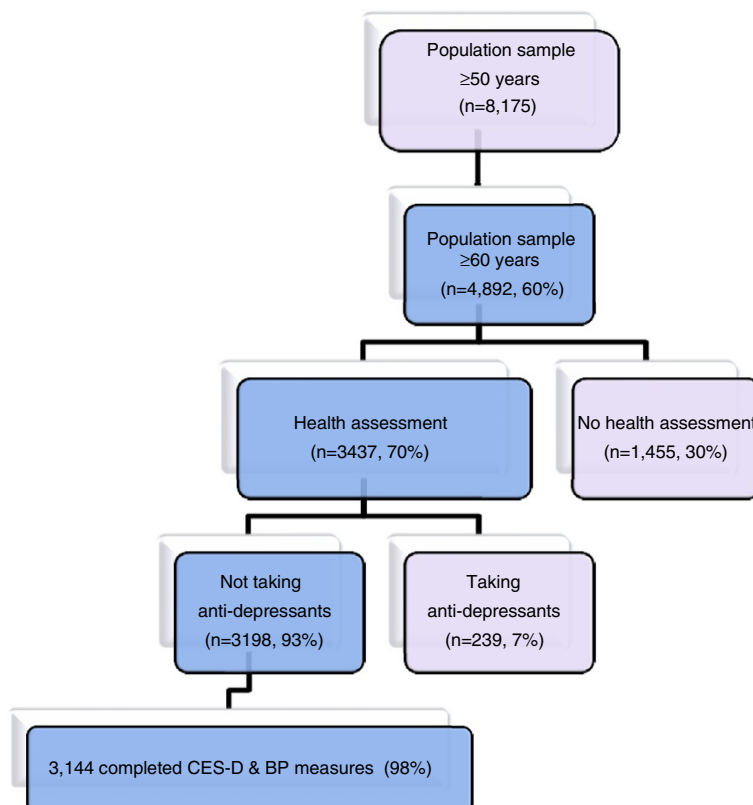 Population sample
≥50 years
(n=8,175)
Population sample
≥60 years
(n=4,892, 60%)
Health assessment
(n=3437, 70%)
No health assessment
(n=1,455, 30%)
Not taking
anti-depressants
(n=3198, 93%)
Taking
anti-depressants
(n=239, 7%)
3,144 completed CES-D & BP measures (98%)